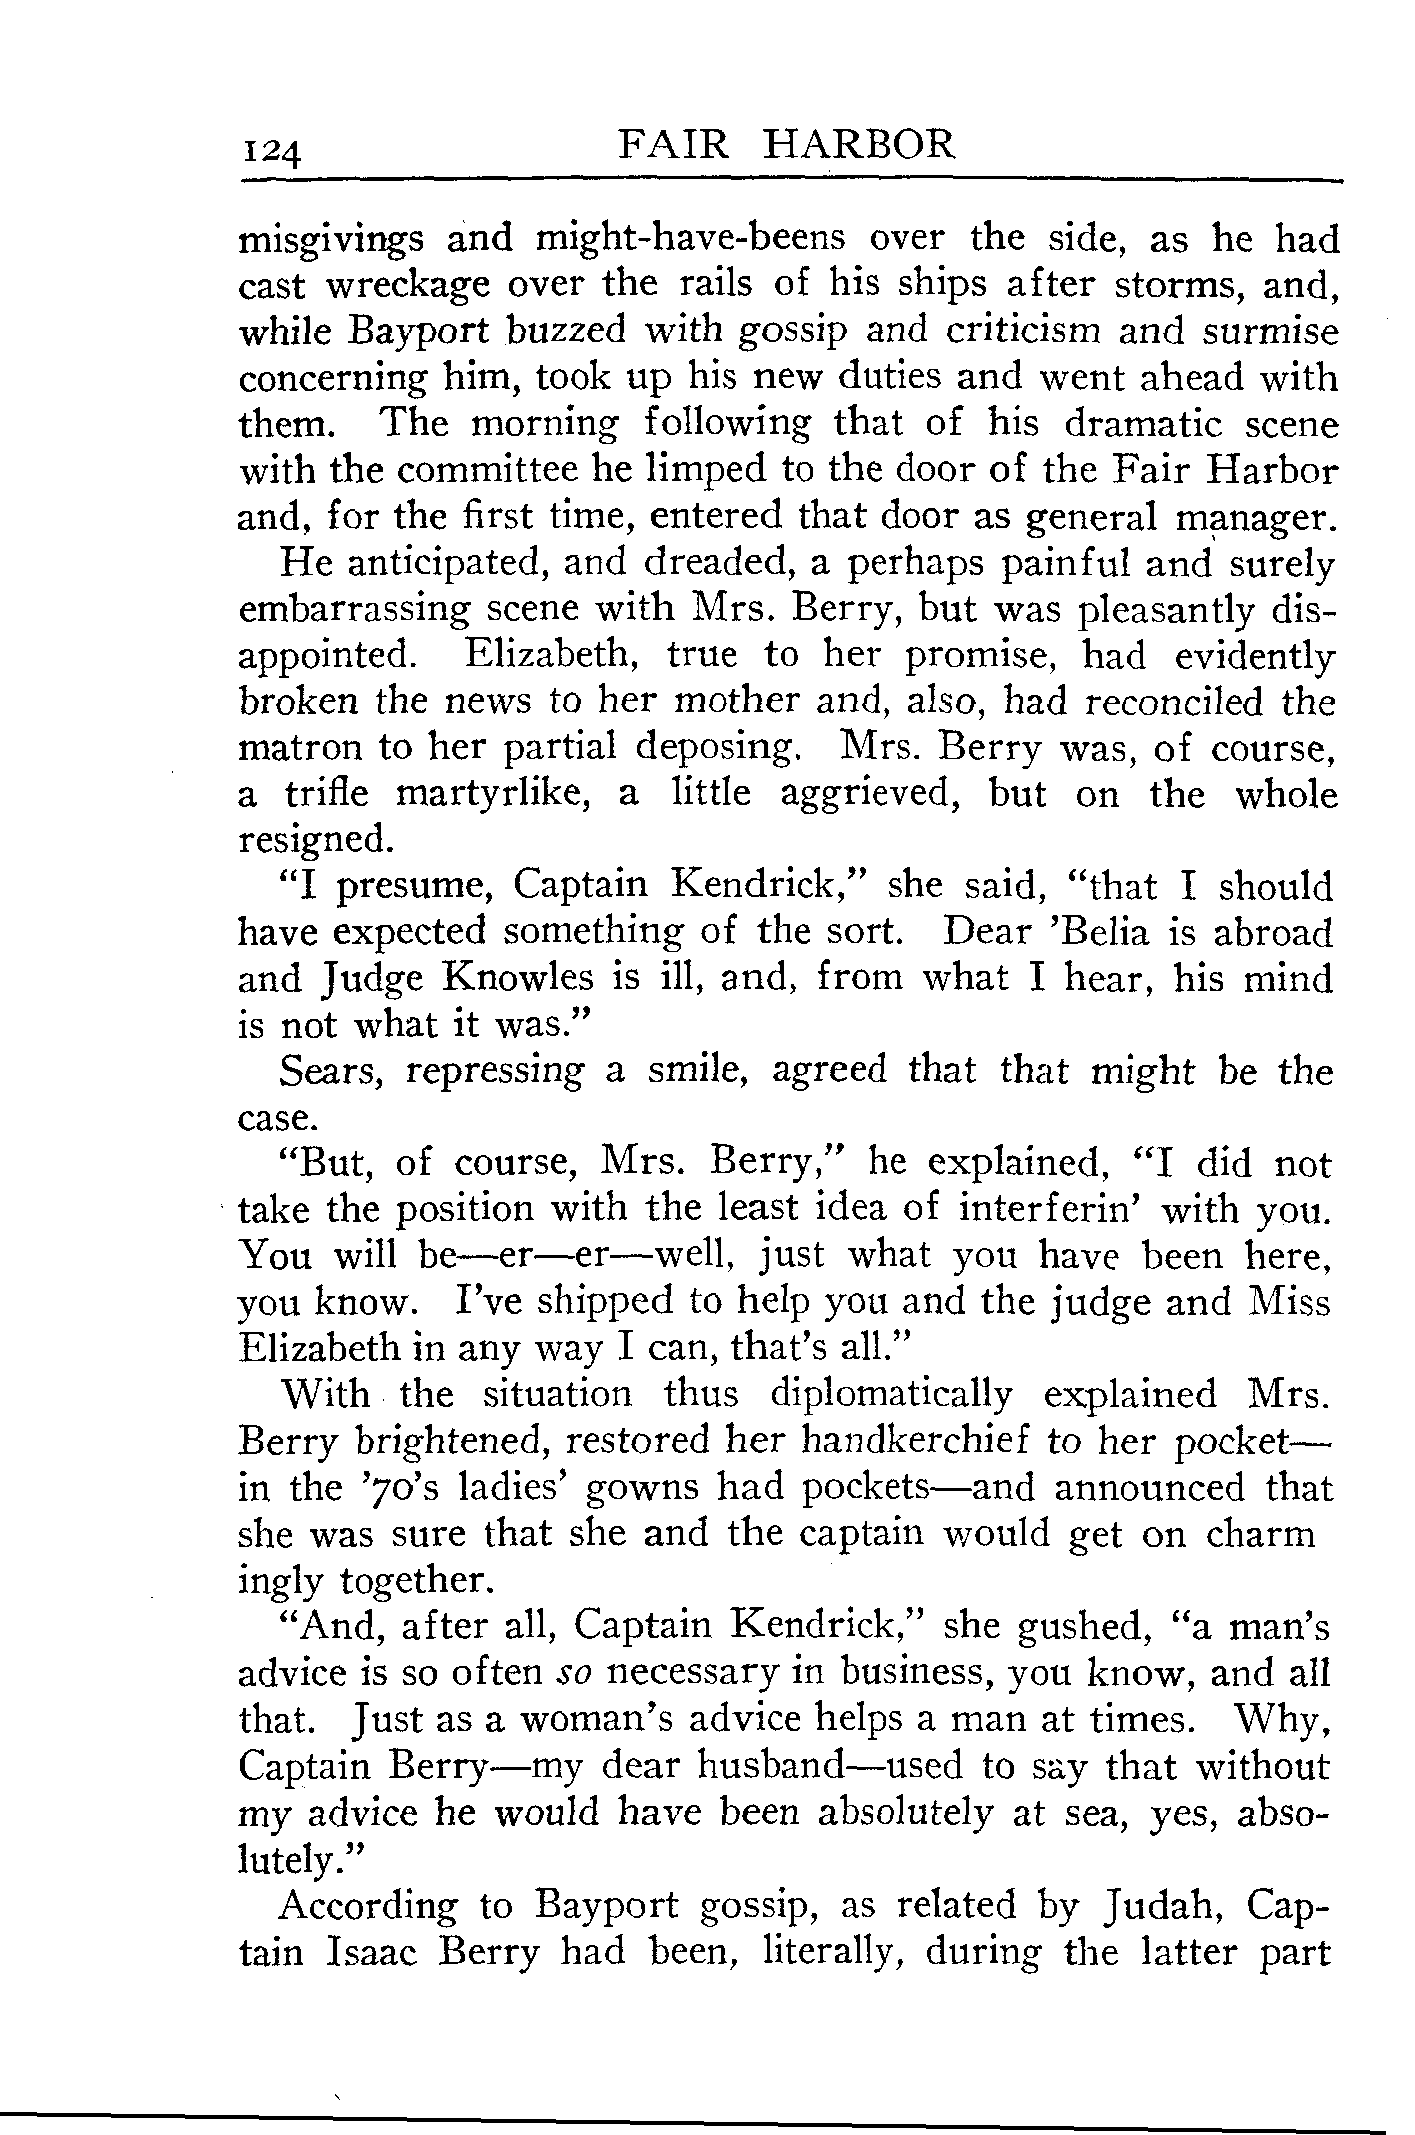 124 FAIR HARBOR
misgivings and might-have-beens over the side, as he had
cast wreckage over the rails of his ships after storms, and,
while Bayport buzzed with gossip and criticism and surmise
concerning him, took up his new duties and went ahead with
them. The morning following that of his dramatic scene
with the committee he limped to the door of the Fair Harbor
and, for the first time, entered that door as general manager.
He anticipated, and dreaded, a perhaps painful and surely
embarrassing scene with Mrs. Berry, but was pleasantly dis-
appointed. Elizabeth, true to her promise, had evidently
broken the news to her mother and, also, had reconciled the
matron to her partial deposing. Mrs. Berry was, of course,
a trifle martyrlike, a little aggrieved, but on the whole
resigned.
“I presume, Captain Kendrick,” she said, “that I should
have expected something of the sort. Dear ’Belia is abroad
and Judge Knowles is ill, and, from what I hear, his mind
is not what it was.”
Sears, repressing a smile, agreed that that might be the
case.
“But, of course, Mrs. Berry,” he explained, “I did not
take the position with the least idea of interferin’ with you.
You will be—er—er—well, just what you have been here,
you know. I’ve shipped to help you and the judge and Miss
Elizabeth in any way I can, that’s all.”
With the situation thus diplomatically explained Mrs.
Berry brightened, restored her handkerchief to her pocket—
in the ’70’s ladies’ gowns had pockets—and announced that
she was sure that she and the captain would get on charm
ingly together.
“And, after all, Captain Kendrick,” she gushed, “a man’s
advice is so often so necessary in business, you know, and all
that. Just as a woman’s advice helps a man at times. Why,
Captain Berry—my dear husband—used to say that without
my advice he would have been absolutely at sea, yes, abso-
lutely.”
According to Bayport gossip, as related by Judah, Cap-
tain Isaac Berry had been, literally, during the latter part